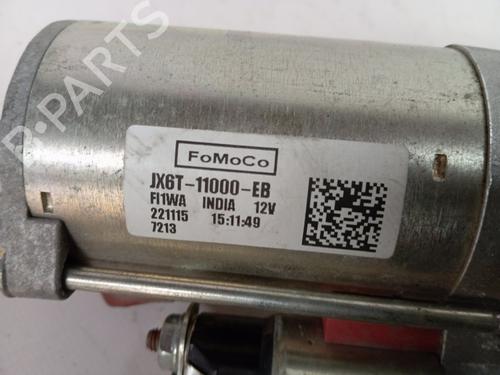 B-PARTS
FoMoCo
JX6T-11000-EB
FI1WA INDIA 12V
221115 15:11:49
7213